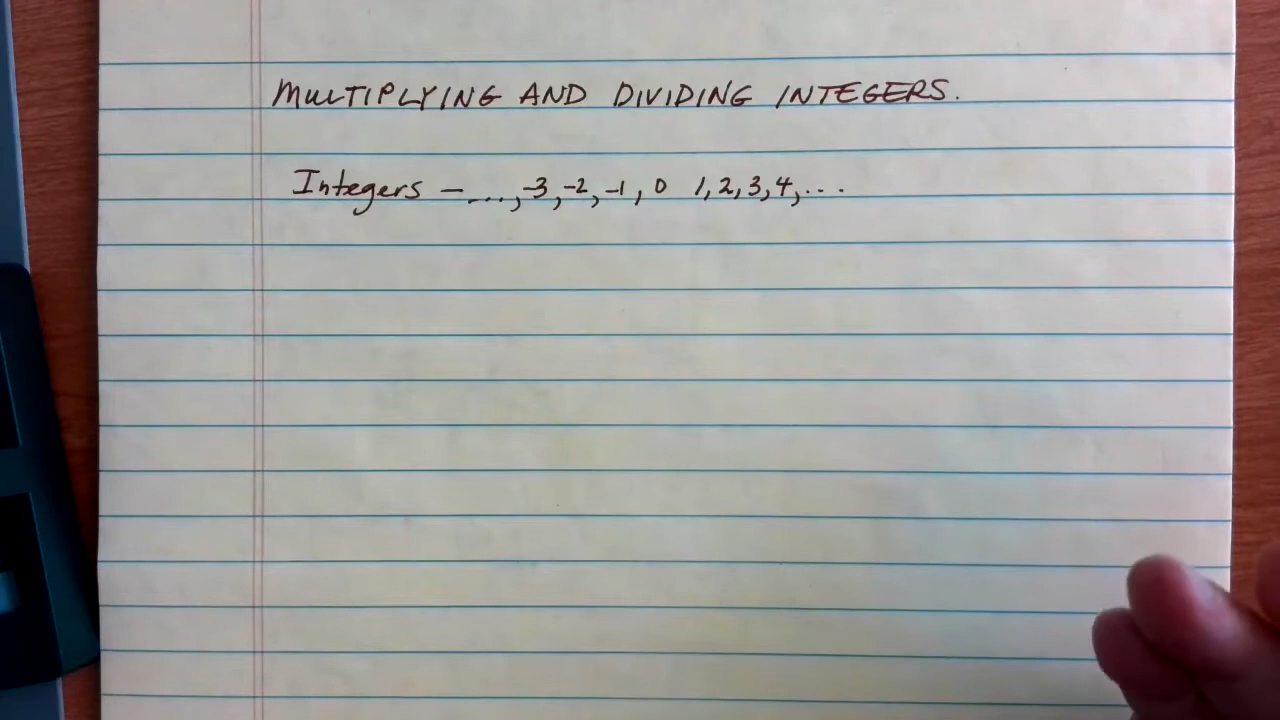 MULTIPLYING AND DIVIDING INTEGERS.
Integers - ..., -3, -2, -1, 0 1, 2, 3, 4, ...